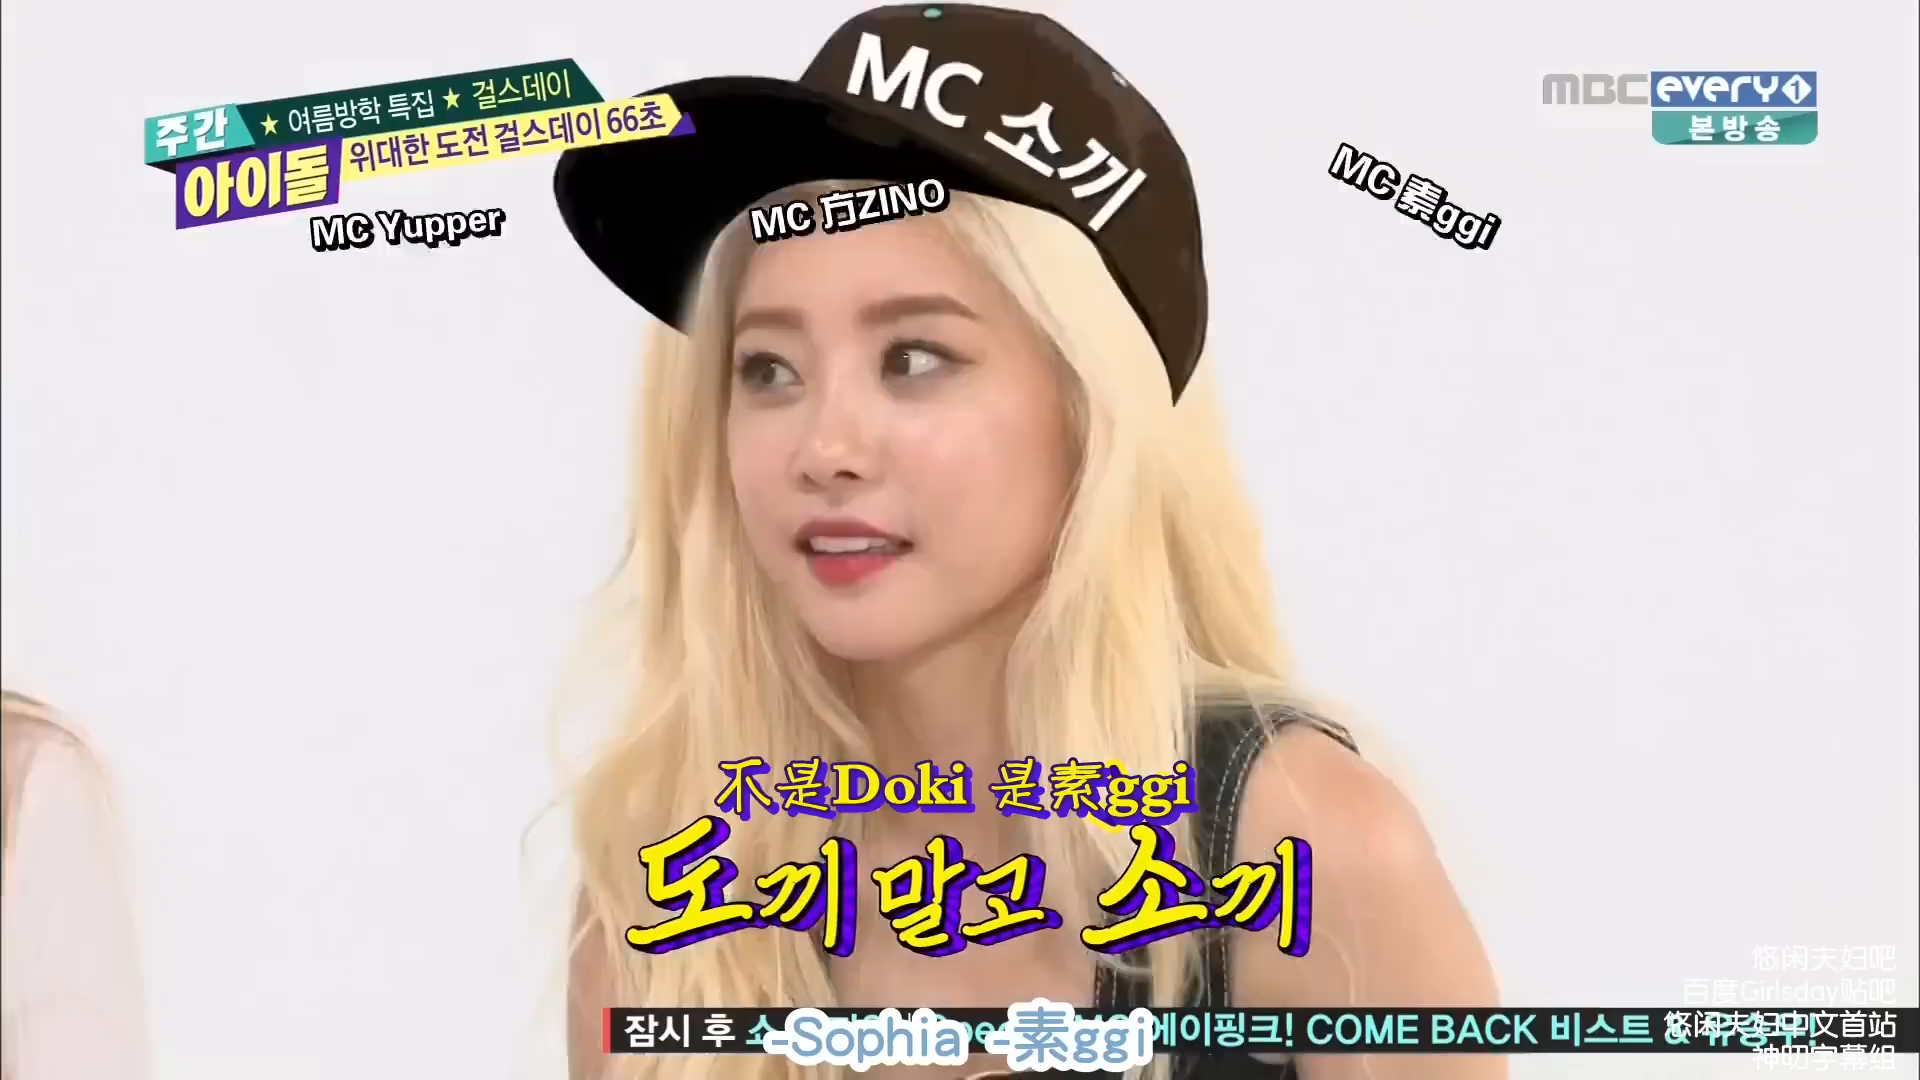 주간
아이돌
★ 여름방학 특집 ★ 걸스데이
위대한 도전 걸스데이 66초
MBC every1
본방송
MC 소끼
MC Yupper
MC 方ZINO
MC 素ggi
不是Doki 是素ggi
도끼 말고 소끼
잠시 후
에이핑크! COME BACK 비스트 &
-Sophia -素ggi
悠闲夫妇吧
百度Girlsday贴吧
悠闲夫妇中文首站
神叨字幕组